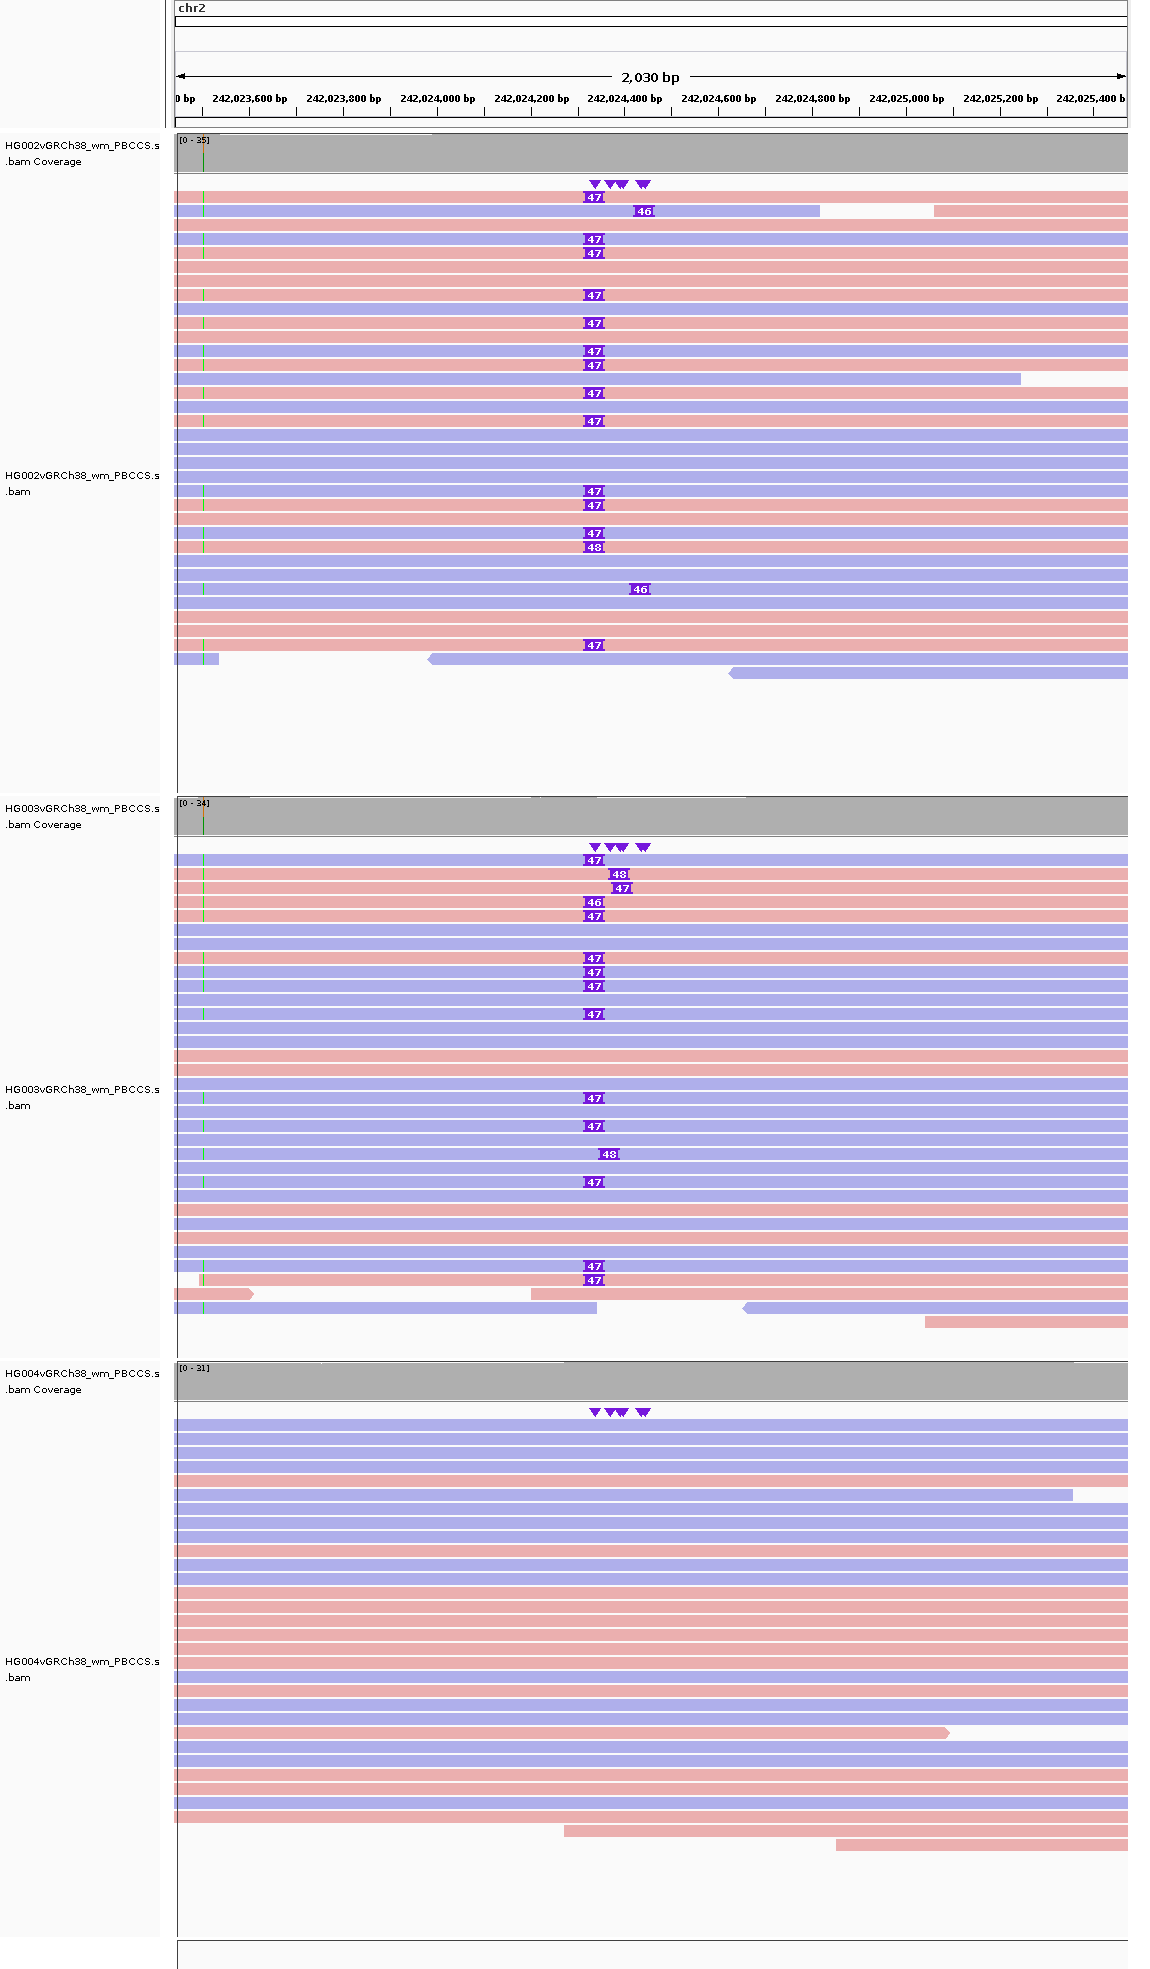 chr2
2,030 bp
0 bp 242,023,600 bp 242,023,800 bp 242,024,000 bp 242,024,200 bp 242,024,400 bp 242,024,600 bp 242,024,800 bp 242,025,000 bp 242,025,200 bp 242,025,400 b
HG002vGRCh38_wm_PBCCS.s
.bam Coverage
[0 - 35]
47
46
47
47
47
47
47
47
47
47
47
47
47
48
46
47
HG002vGRCh38_wm_PBCCS.s
.bam
HG003vGRCh38_wm_PBCCS.s
.bam Coverage
[0 - 34]
47
48
47
46
47
47
47
47
47
47
47
48
47
47
47
HG003vGRCh38_wm_PBCCS.s
.bam
HG004vGRCh38_wm_PBCCS.s
.bam Coverage
[0 - 31]
HG004vGRCh38_wm_PBCCS.s
.bam